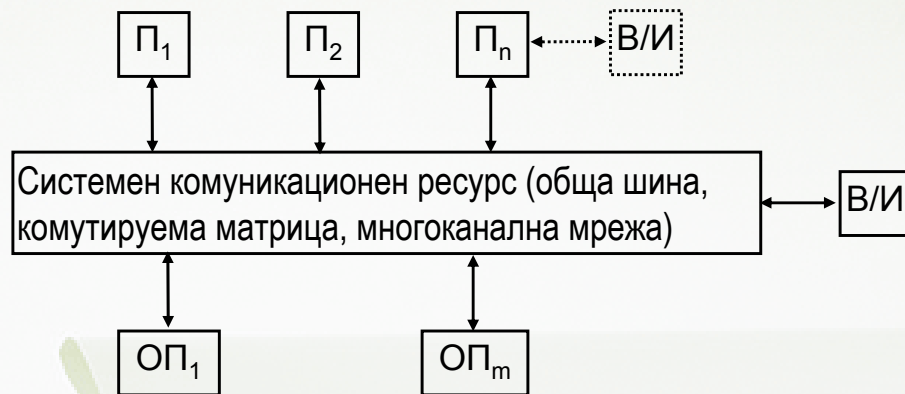 П₁ П₂ Пₙ В/И
Системен комуникационен ресурс (обща шина,
комутируема матрица, многоканална мрежа)
В/И
ОП₁ ОПₘ